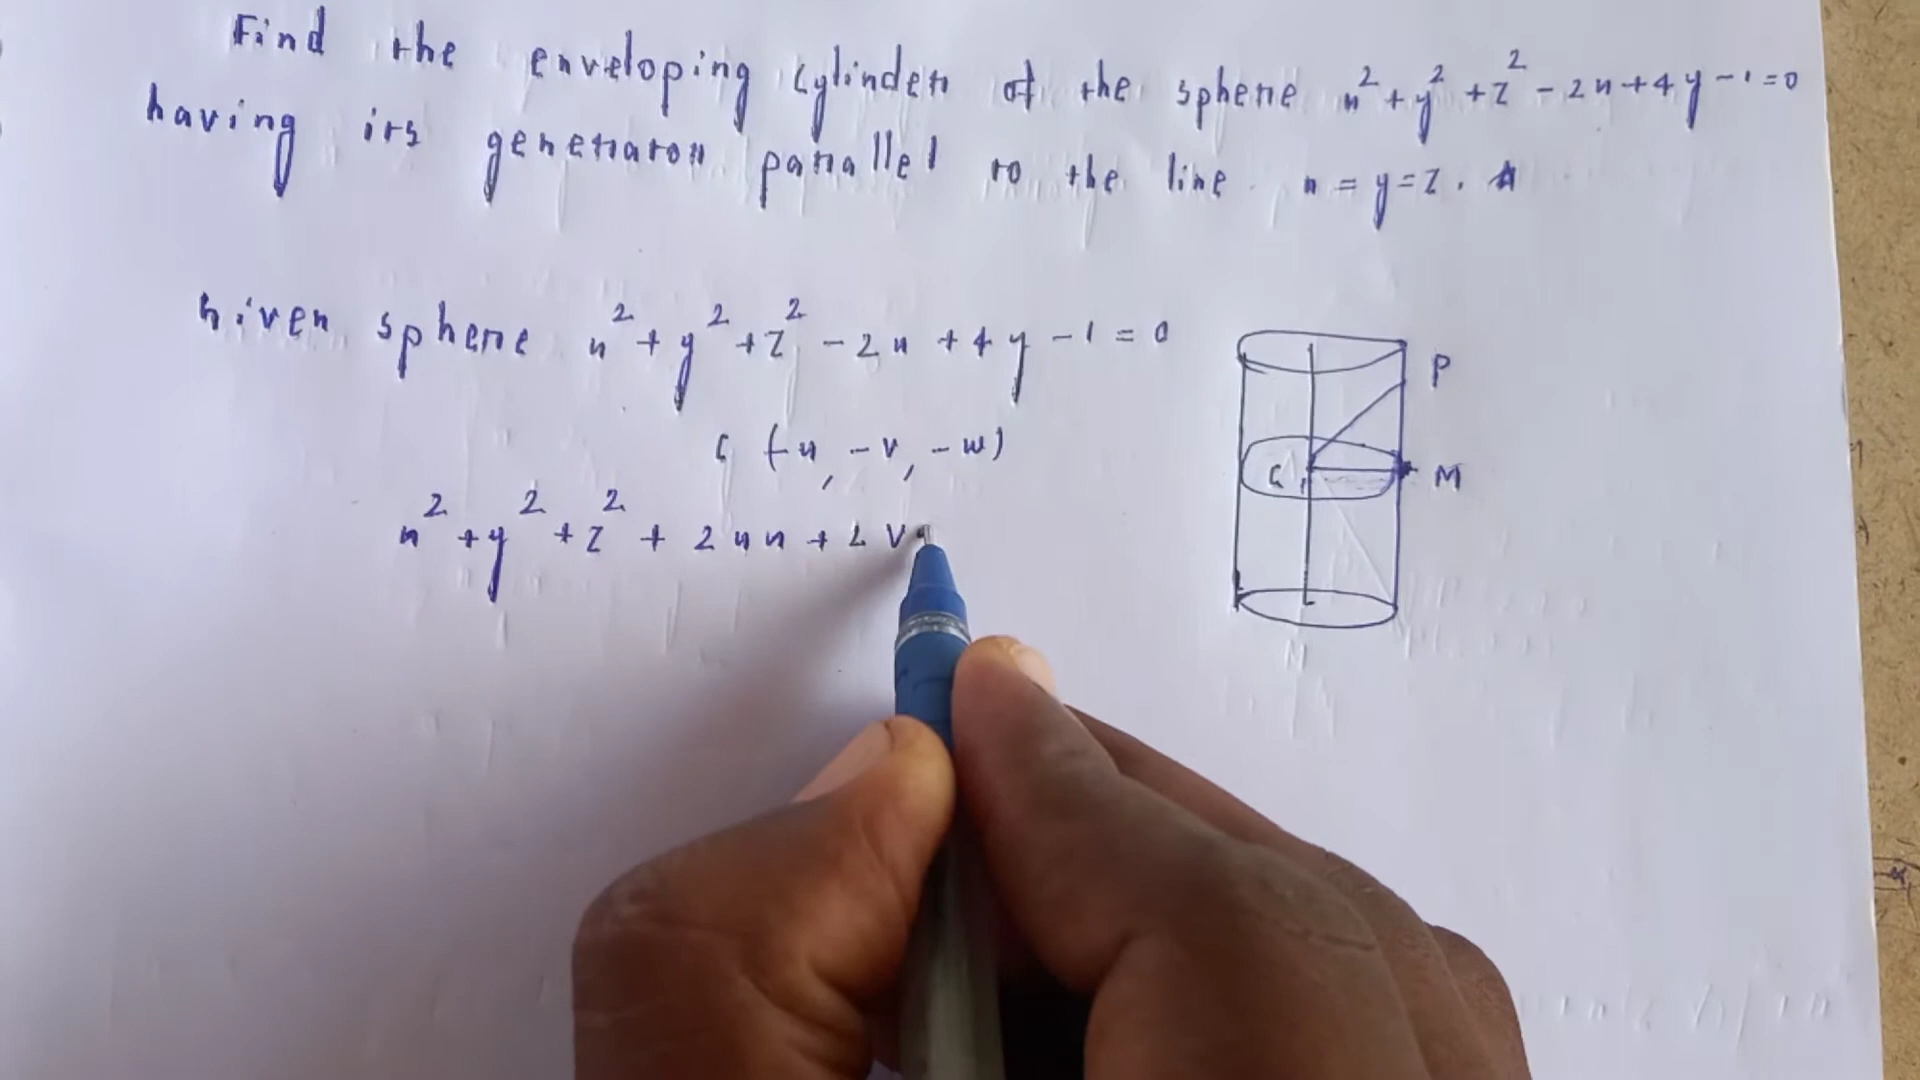 Find the enveloping cylinder of the sphere x² + y² + z² - 2x + 4y - 1 = 0
having its generator parallel to the line x = y = z.
Given sphere x² + y² + z² - 2x + 4y - 1 = 0
C (-u, -v, -w)
x² + y² + z² + 2ux + 2v
P
C
M